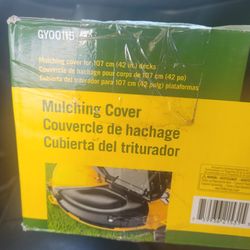 GY00115
Mulching cover for 107 cm (42 in.) decks
Couvercle de hachage pour corps de 107 cm (42 po)
Cubierta del triturador para 107 cm (42 pulg) plataformas
Mulching Cover
Couvercle de hachage
Cubierta del triturador